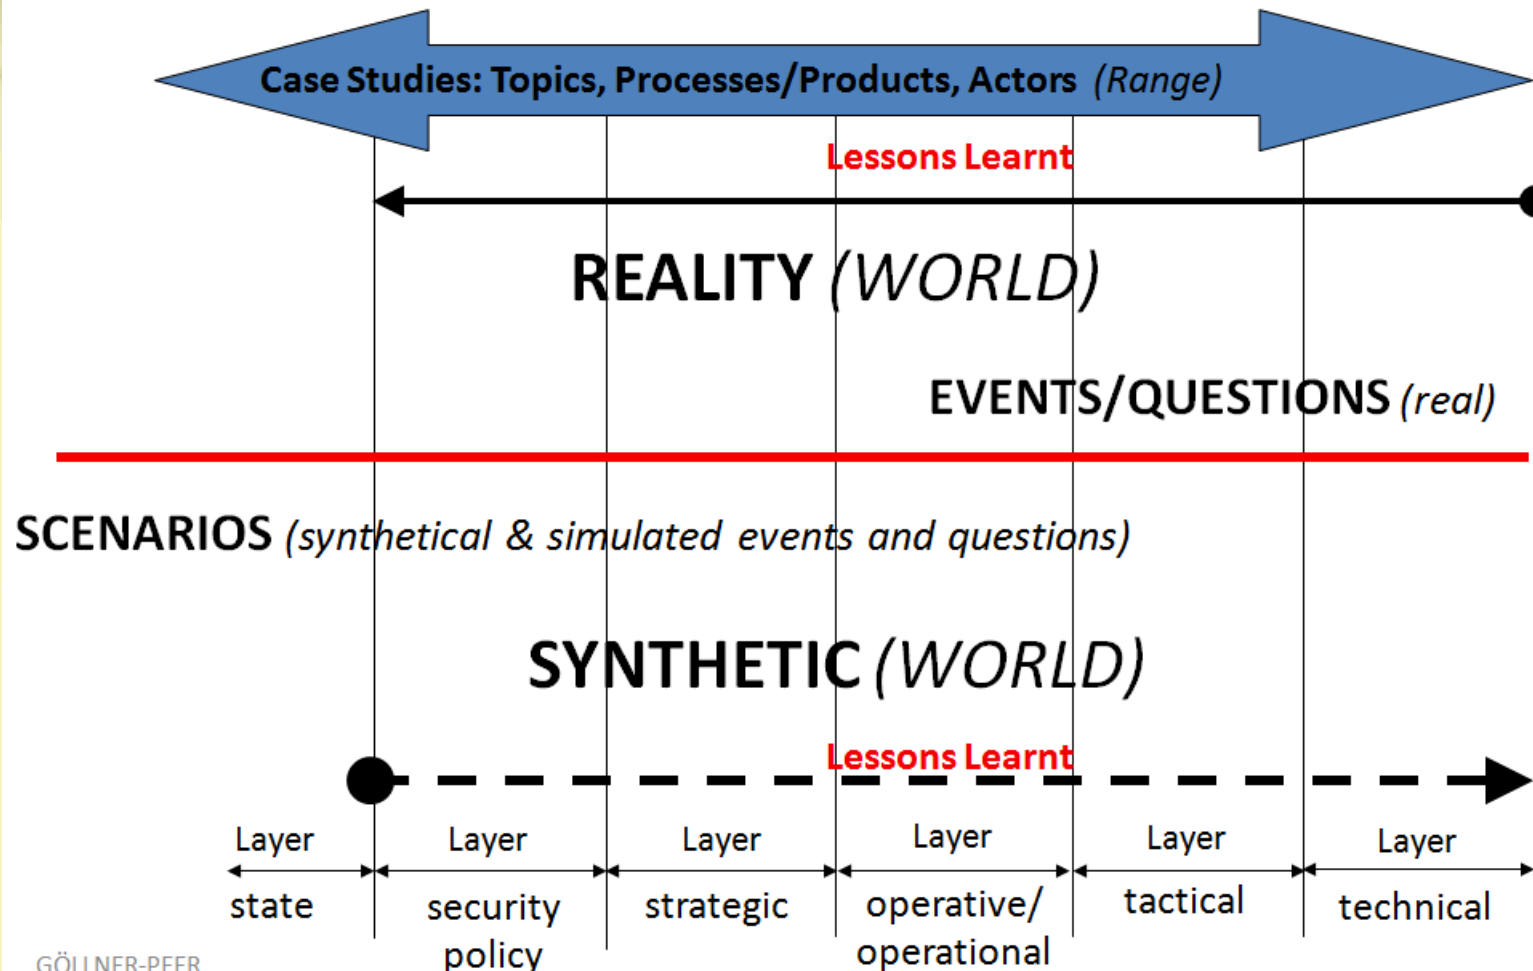 Case Studies: Topics, Processes/Products, Actors (Range)
Lessons Learnt
REALITY (WORLD)
EVENTS/QUESTIONS (real)
SCENARIOS (synthetical & simulated events and questions)
SYNTHETIC (WORLD)
Lessons Learnt
Layer Layer Layer Layer Layer Layer
state security strategic operative/ tactical technical
policy operational
GÖLLNER-PEER